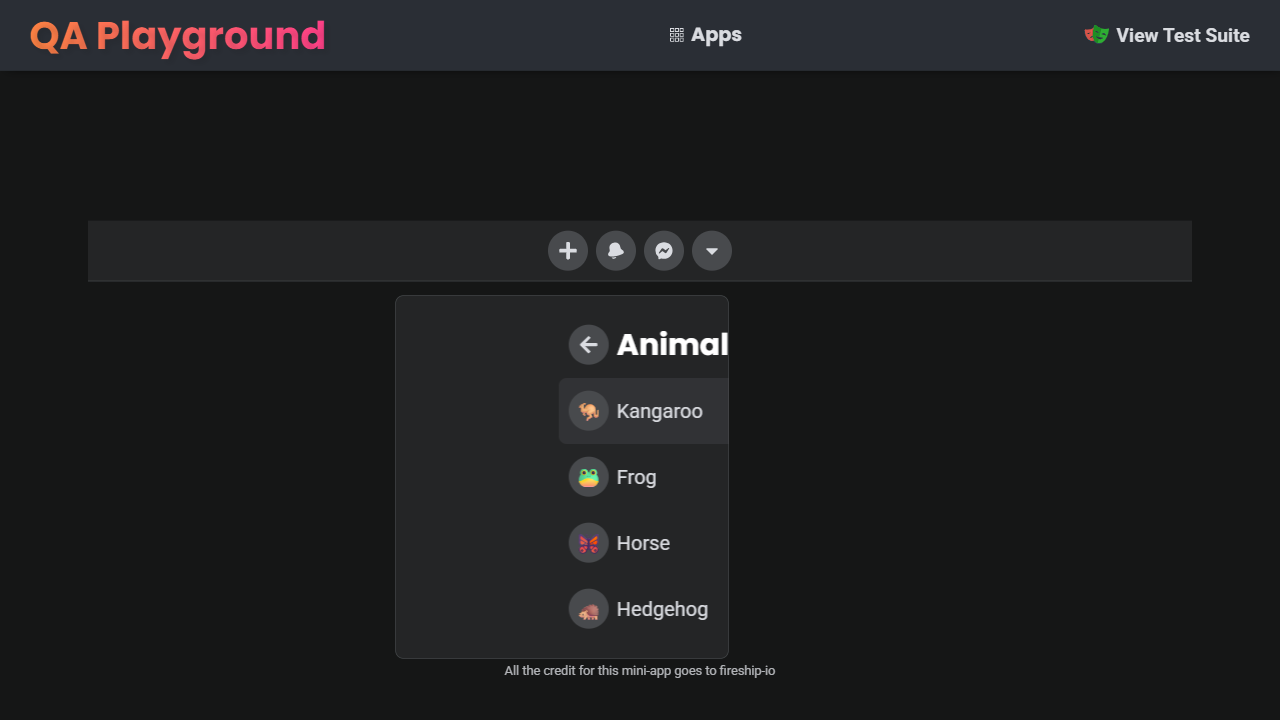 QA Playground
Apps
View Test Suite
Animal
Kangaroo
Frog
Horse
Hedgehog
All the credit for this mini-app goes to fireship-io